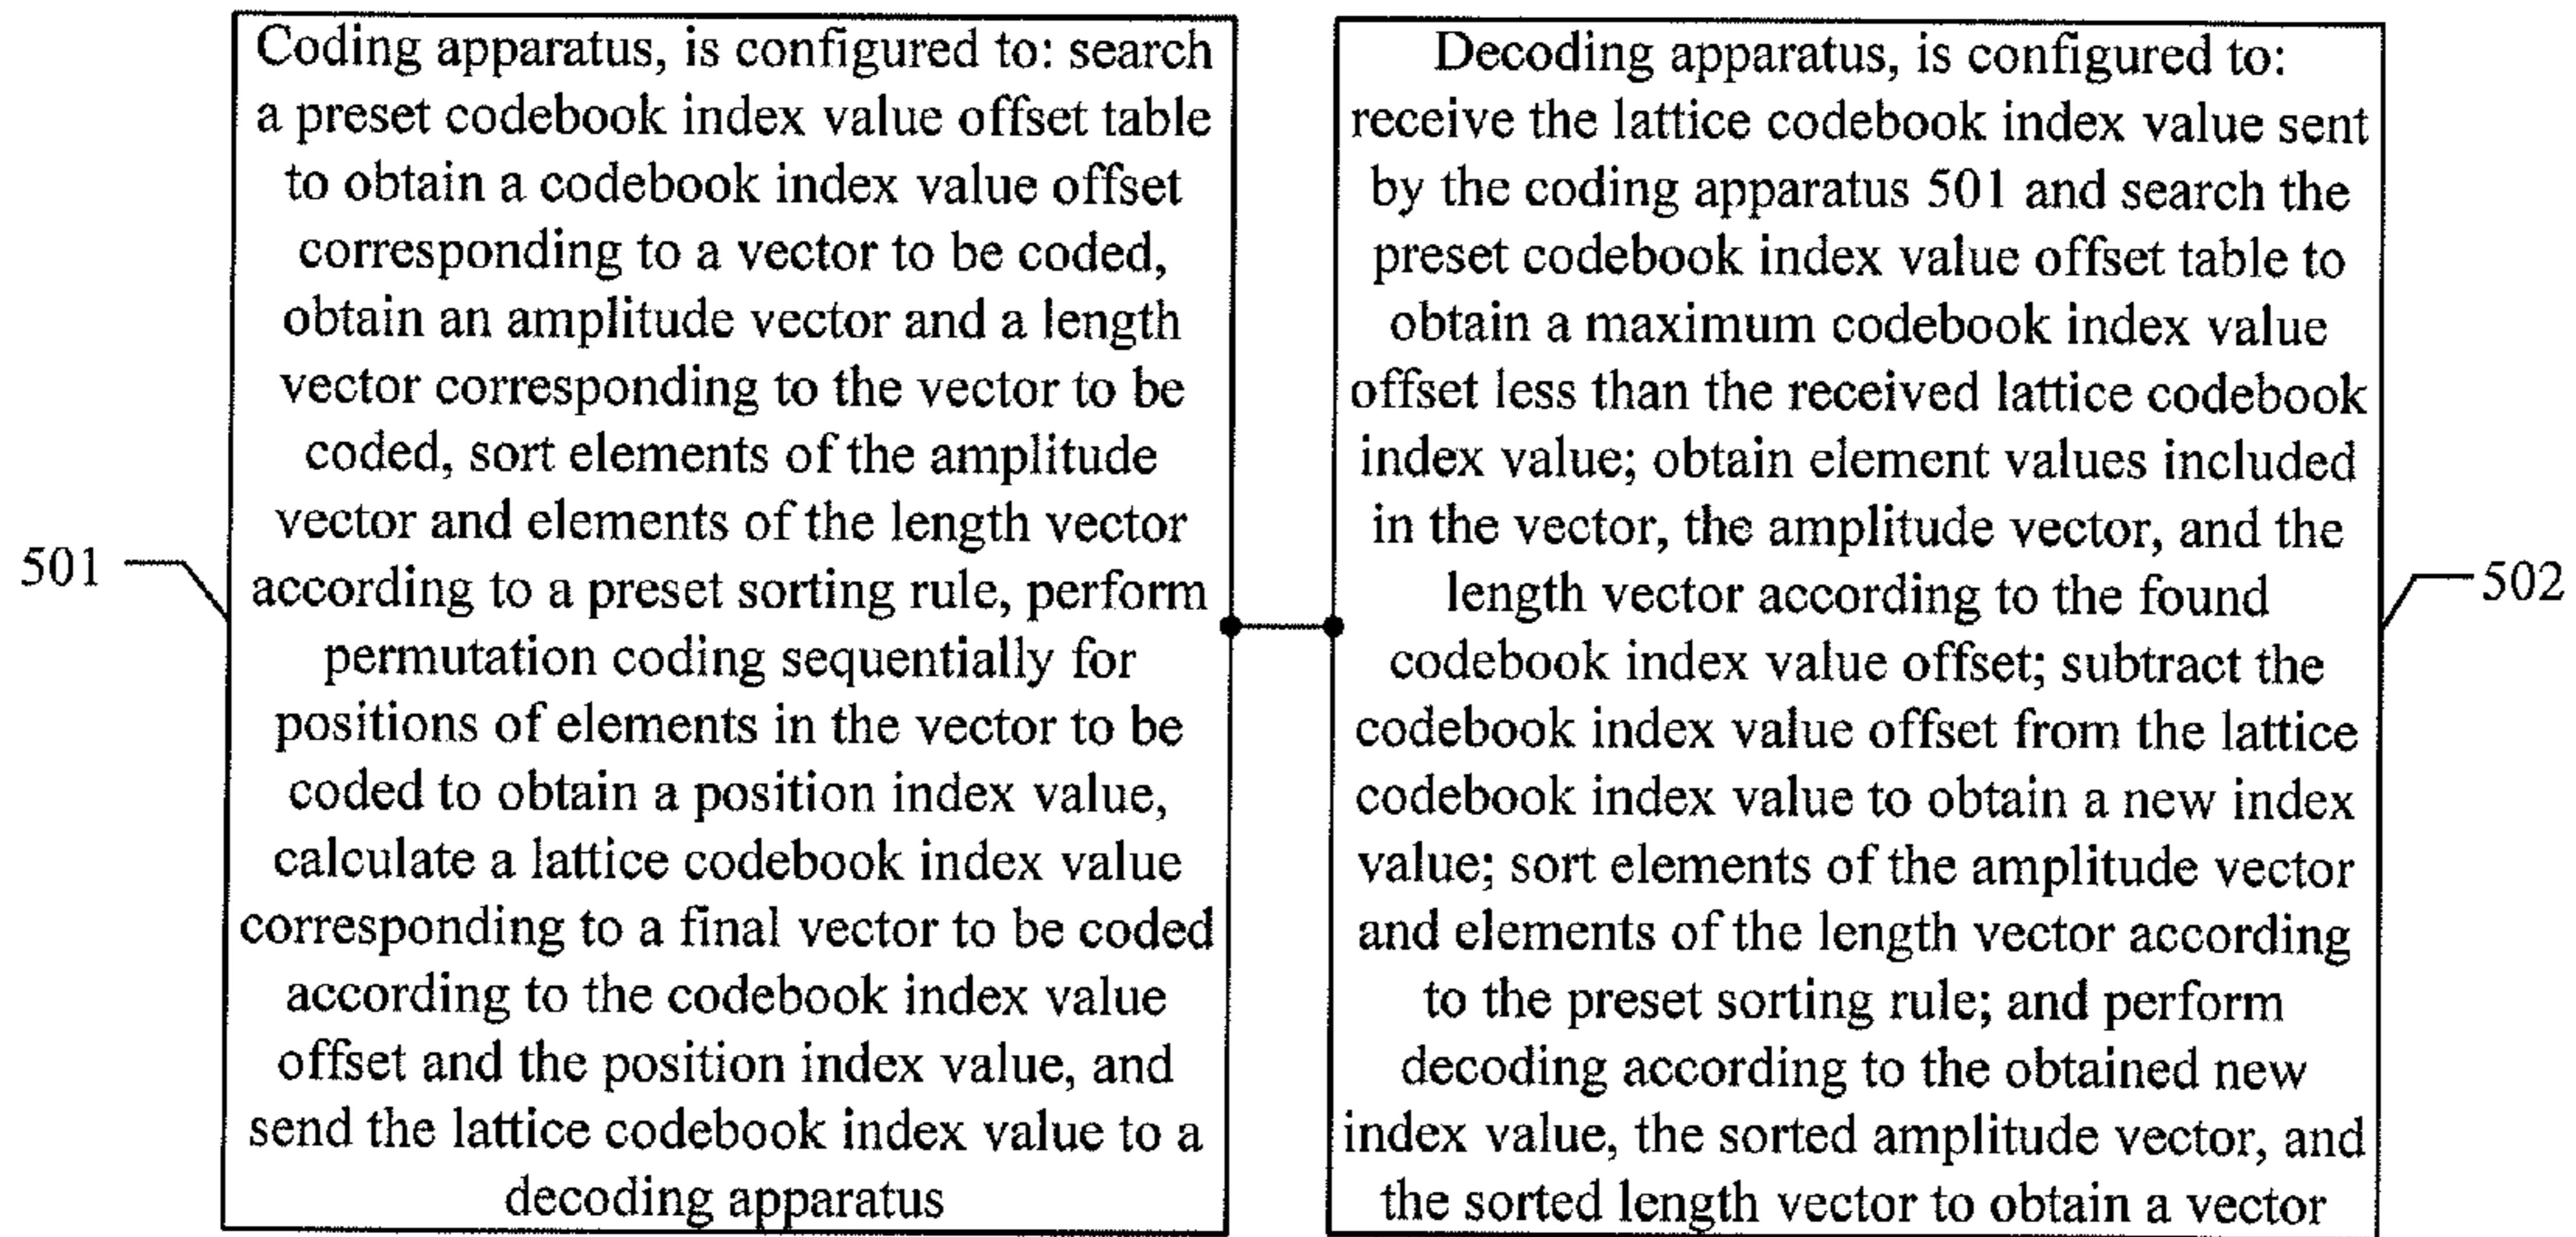 Coding apparatus, is configured to: search
a preset codebook index value offset table
to obtain a codebook index value offset
corresponding to a vector to be coded,
obtain an amplitude vector and a length
vector corresponding to the vector to be
coded, sort elements of the amplitude
vector and elements of the length vector
according to a preset sorting rule, perform
permutation coding sequentially for
positions of elements in the vector to be
coded to obtain a position index value,
calculate a lattice codebook index value
corresponding to a final vector to be coded
according to the codebook index value
offset and the position index value, and
send the lattice codebook index value to a
decoding apparatus
501
Decoding apparatus, is configured to:
receive the lattice codebook index value sent
by the coding apparatus 501 and search the
preset codebook index value offset table to
obtain a maximum codebook index value
offset less than the received lattice codebook
index value; obtain element values included
in the vector, the amplitude vector, and the
length vector according to the found
codebook index value offset; subtract the
codebook index value offset from the lattice
codebook index value to obtain a new index
value; sort elements of the amplitude vector
and elements of the length vector according
to the preset sorting rule; and perform
decoding according to the obtained new
index value, the sorted amplitude vector, and
the sorted length vector to obtain a vector
502